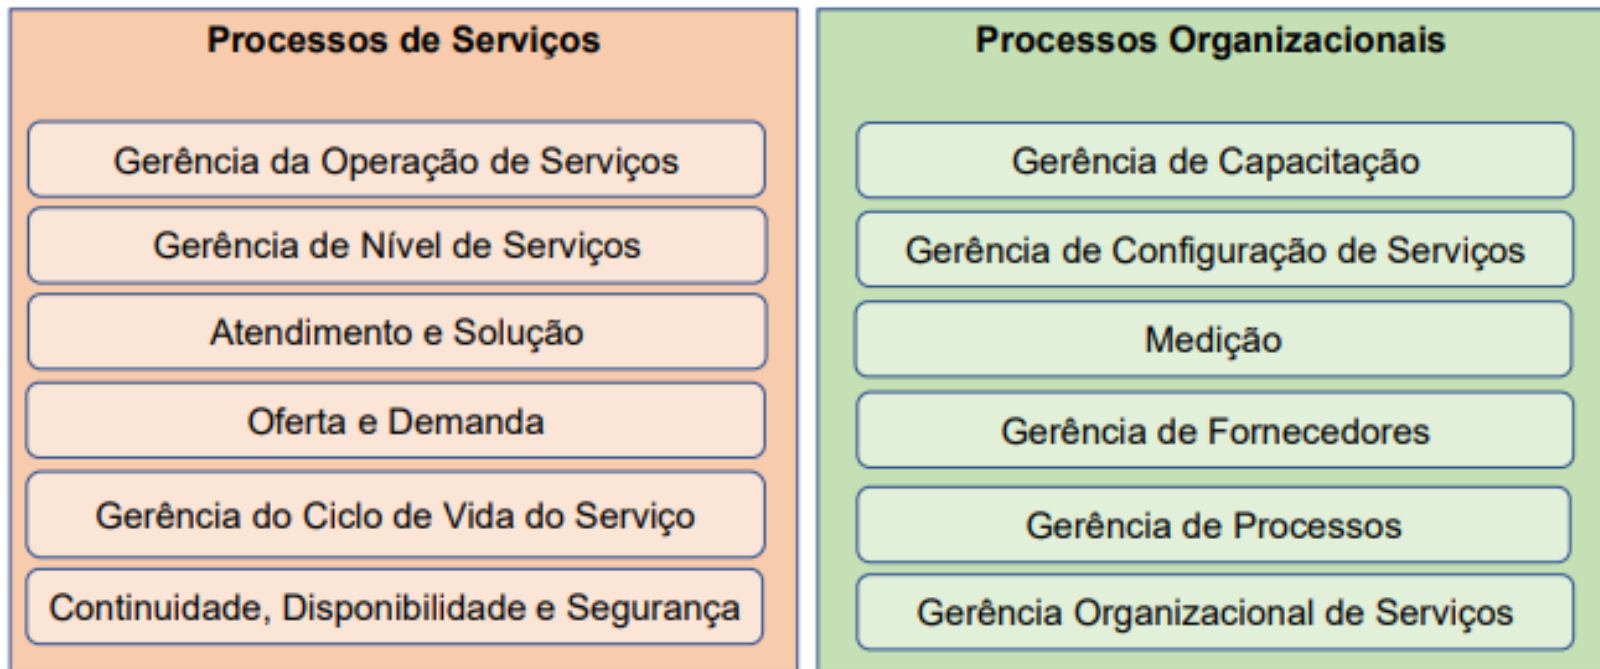 Processos de Serviços
Gerência da Operação de Serviços
Gerência de Nível de Serviços
Atendimento e Solução
Oferta e Demanda
Gerência do Ciclo de Vida do Serviço
Continuidade, Disponibilidade e Segurança
Processos Organizacionais
Gerência de Capacitação
Gerência de Configuração de Serviços
Medição
Gerência de Fornecedores
Gerência de Processos
Gerência Organizacional de Serviços